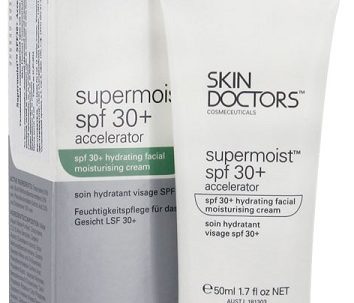 supermoist
spf 30+
accelerator
spf 30+ hydrating facial
moisturising cream
soin hydratant visage SPF
Feuchtigkeitspflege für das
Gesicht LSF 30+
SKIN
DOCTORS™
COSMECEUTICALS
supermoist™
spf 30+
accelerator
spf 30+ hydrating facial
moisturising cream
soin hydratant
visage spf 30+
℮50ml 1.7 fl oz NET